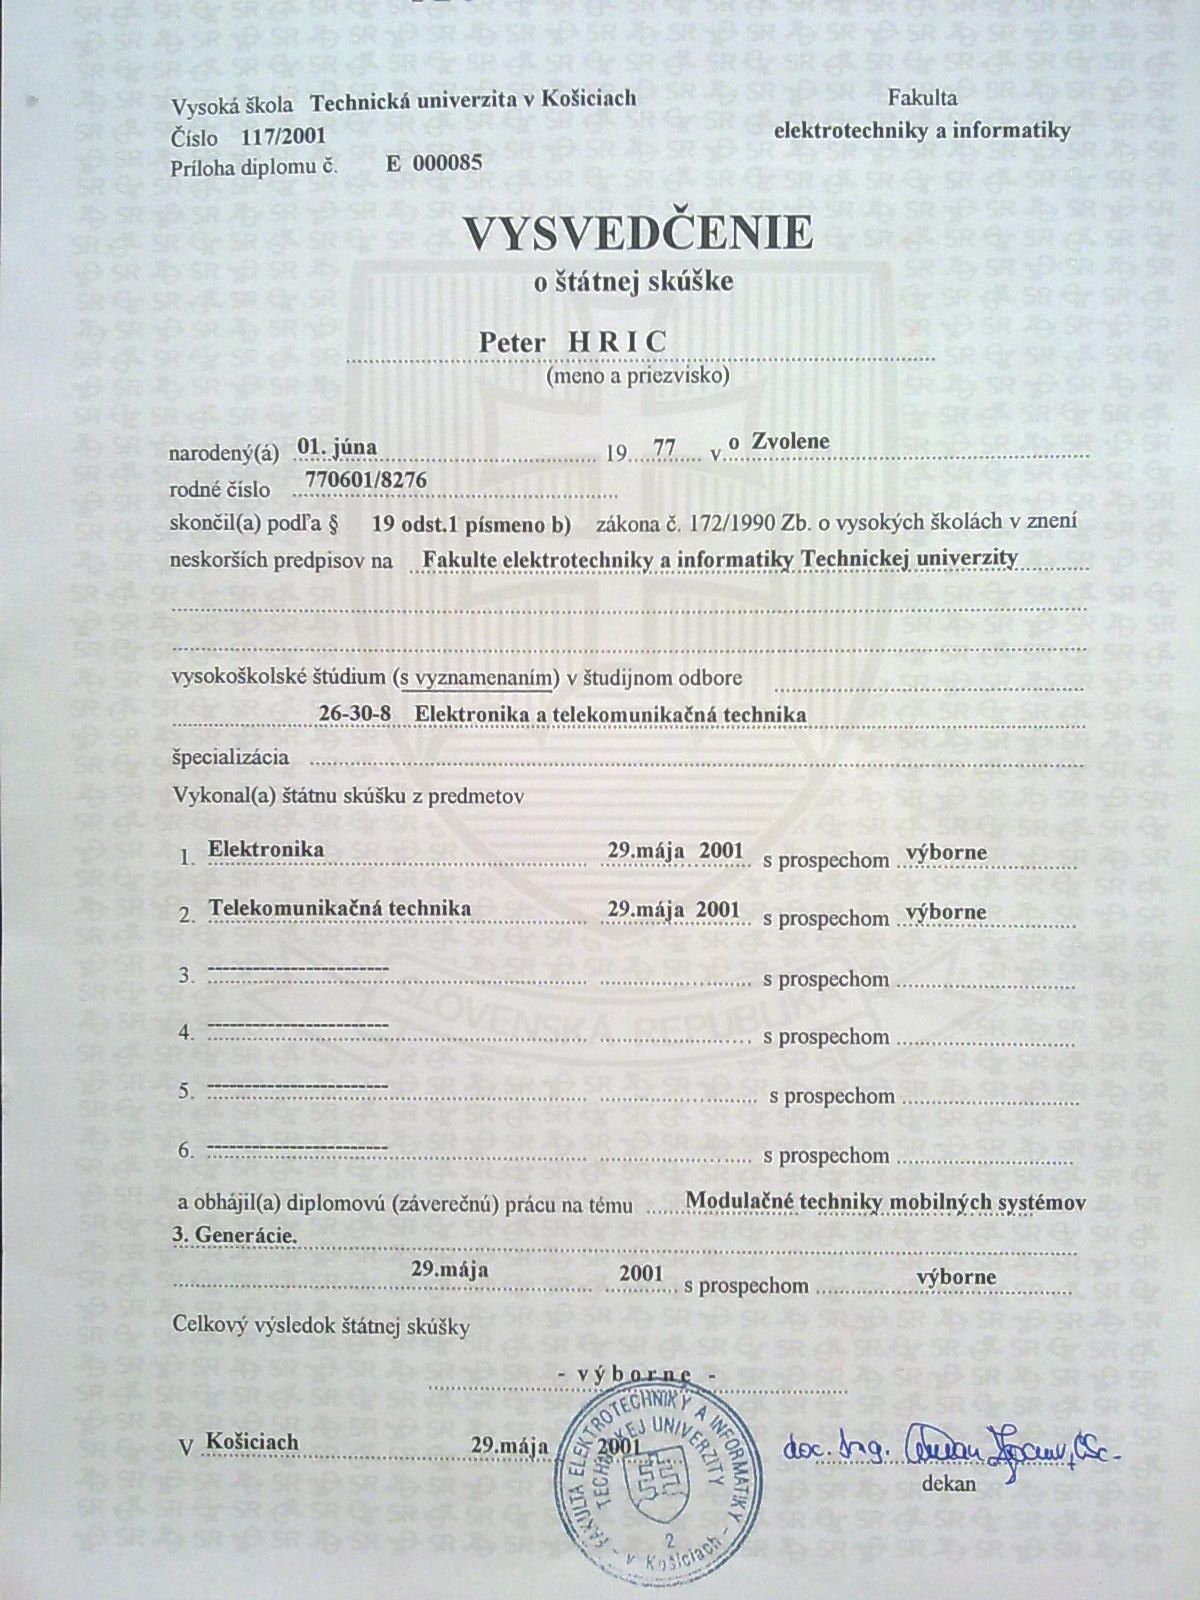 Vysoká škola Technická univerzita v Košiciach
Fakulta
Číslo 117/2001
elektrotechniky a informatiky
Príloha diplomu č. E 000085
VYSVEDČENIE
o štátnej skúške
Peter HRIC
(meno a priezvisko)
narodený(á) 01. júna 19 77 v o Zvolene
rodné číslo 770601/8276
skončil(a) podľa § 19 odst.1 písmeno b) zákona č. 172/1990 Zb. o vysokých školách v znení
neskorších predpisov na Fakulte elektrotechniky a informatiky Technickej univerzity
vysokoškolské štúdium (s vyznamenaním) v študijnom odbore
26-30-8 Elektronika a telekomunikačná technika
špecializácia
Vykonal(a) štátnu skúšku z predmetov
1. Elektronika 29.mája 2001 s prospechom výborne
2. Telekomunikačná technika 29.mája 2001 s prospechom výborne
3. ------------------------ s prospechom
4. ------------------------ s prospechom
5. ------------------------ s prospechom
6. ------------------------ s prospechom
a obhájil(a) diplomovú (záverečnú) prácu na tému Modulačné techniky mobilných systémov
3. Generácie.
29.mája 2001 s prospechom výborne
Celkový výsledok štátnej skúšky
- výborne -
V Košiciach 29.mája 2001
doc. Ing. CSc.
dekan
FAKULTA ELEKTROTECHNIKY A INFORMATIKY
TECHNICKEJ UNIVERZITY
2
- v Košiciach -
SLOVENSKÁ REPUBLIKA